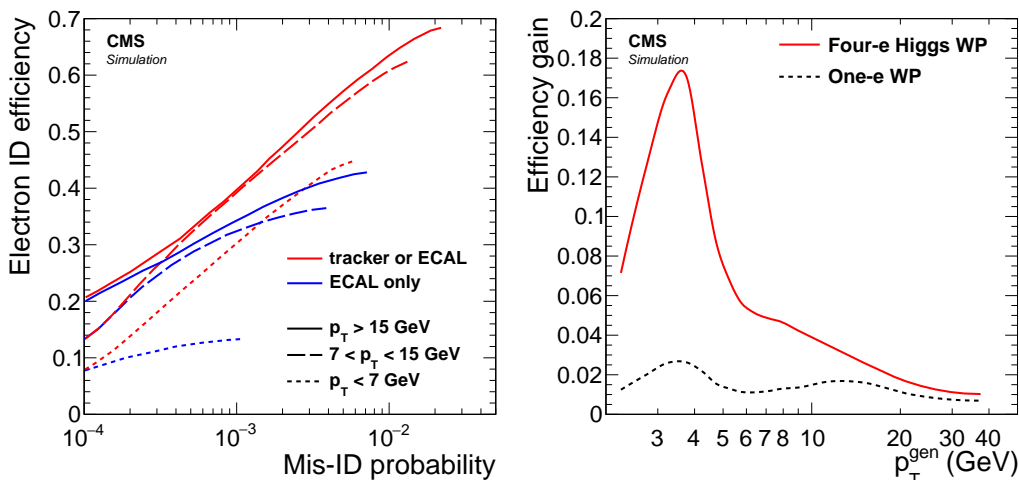 CMS
Simulation
Electron ID efficiency
0.7
0.6
0.5
0.4
0.3
0.2
0.1
0
tracker or ECAL
ECAL only
p_T > 15 GeV
7 < p_T < 15 GeV
p_T < 7 GeV
10^−4
10^−3
10^−2
Mis-ID probability
CMS
Simulation
Efficiency gain
0.2
0.18
0.16
0.14
0.12
0.1
0.08
0.06
0.04
0.02
0
Four-e Higgs WP
One-e WP
3 4 5 6 7 8 10 20 30 40
p_T^gen (GeV)